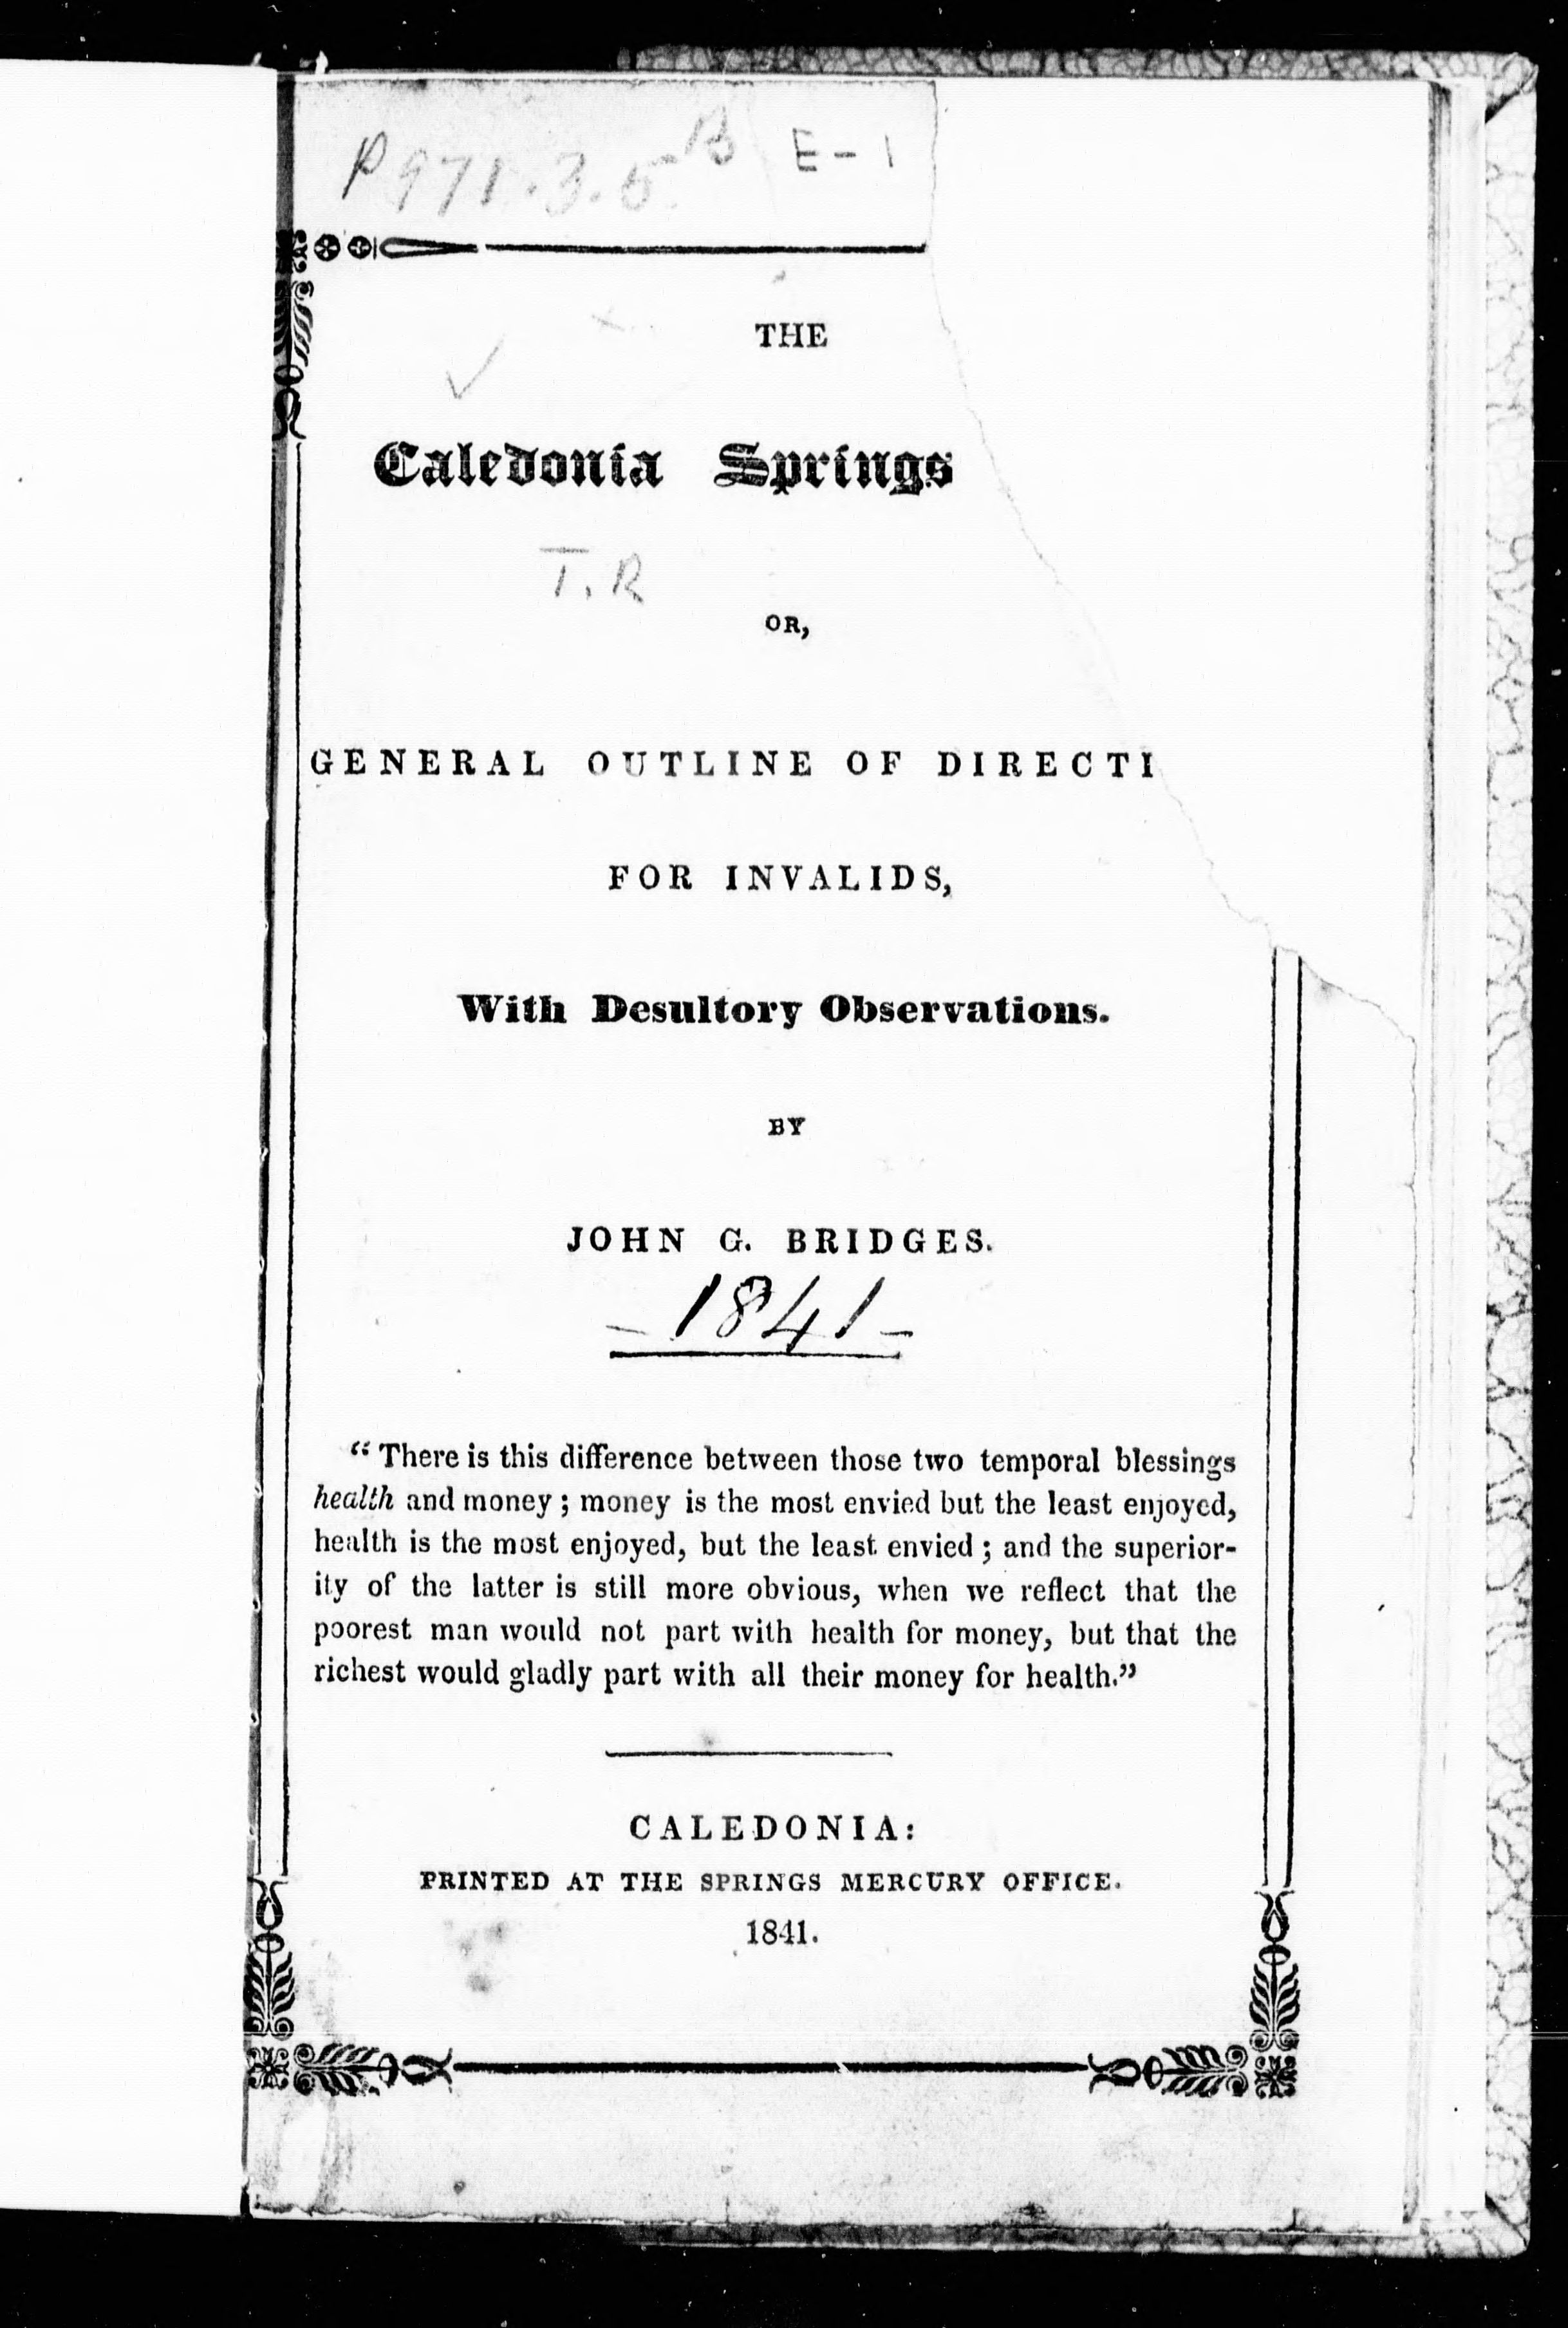 P971.3.5 B E-1
THE
Caledonia Springs
T.R
OR,
GENERAL OUTLINE OF DIRECTI
FOR INVALIDS,
With Desultory Observations.
BY
JOHN G. BRIDGES.
- 1841 -
“There is this difference between those two temporal blessings
health and money ; money is the most envied but the least enjoyed,
health is the most enjoyed, but the least envied ; and the superior-
ity of the latter is still more obvious, when we reflect that the
poorest man would not part with health for money, but that the
richest would gladly part with all their money for health.”
CALEDONIA:
PRINTED AT THE SPRINGS MERCURY OFFICE.
1841.